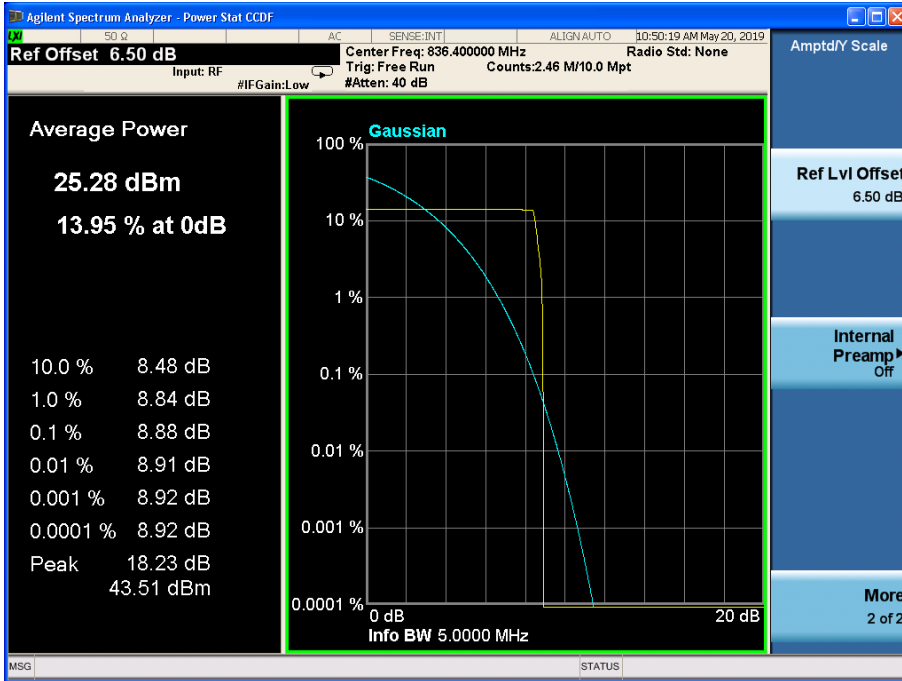 Agilent Spectrum Analyzer - Power Stat CCDF
LXI 50 Ω AC SENSE:INT ALIGN AUTO 10:50:19 AM May 20, 2019
Ref Offset 6.50 dB
Center Freq: 836.400000 MHz Radio Std: None
Input: RF Trig: Free Run Counts:2.46 M/10.0 Mpt
#IFGain:Low #Atten: 40 dB
Amptd/Y Scale
Ref Lvl Offset
6.50 dB
Internal
Preamp
Off
More
2 of 2
Average Power
25.28 dBm
13.95 % at 0dB
10.0 % 8.48 dB
1.0 % 8.84 dB
0.1 % 8.88 dB
0.01 % 8.91 dB
0.001 % 8.92 dB
0.0001 % 8.92 dB
Peak 18.23 dB
43.51 dBm
Gaussian
100 %
10 %
1 %
0.1 %
0.01 %
0.001 %
0.0001 %
0 dB 20 dB
Info BW 5.0000 MHz
MSG STATUS